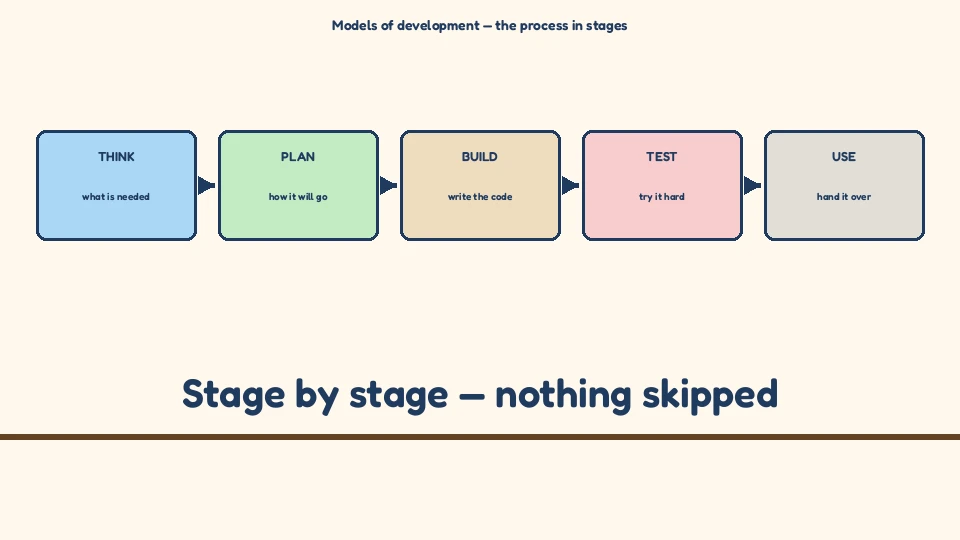 Models of development — the process in stages
THINK
what is needed
PLAN
how it will go
BUILD
write the code
TEST
try it hard
USE
hand it over
Stage by stage — nothing skipped